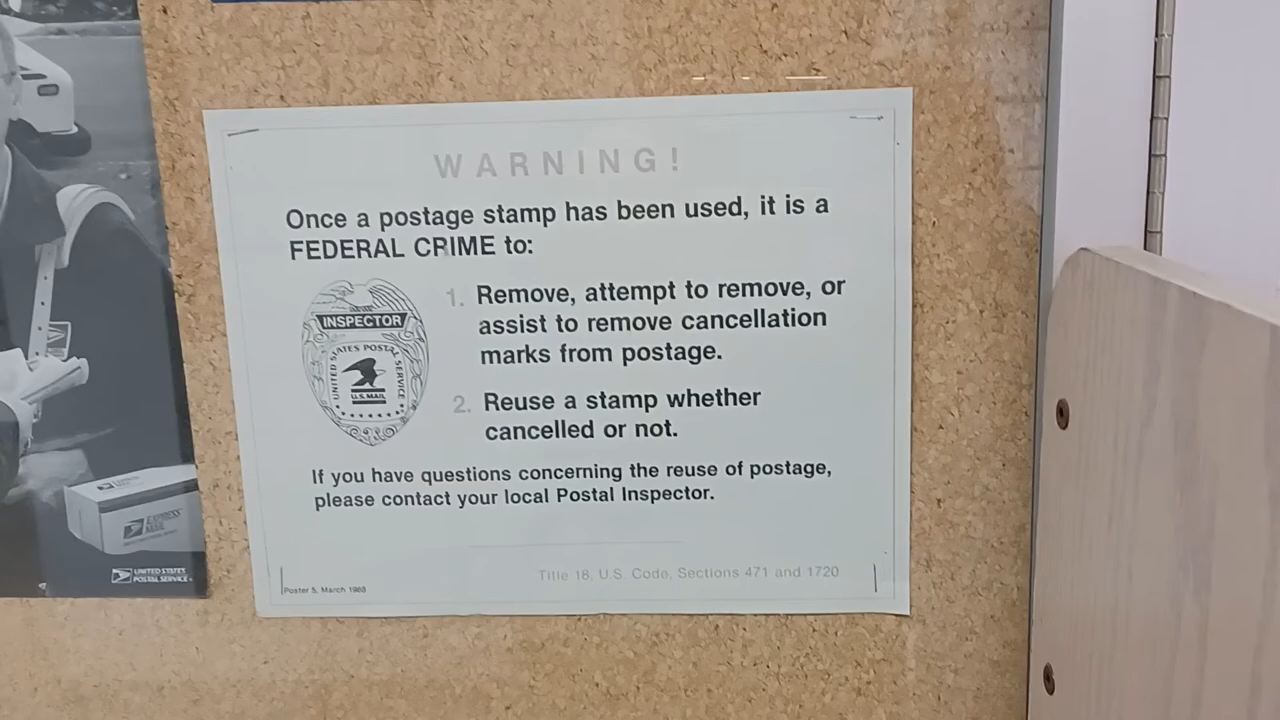 WARNING!
Once a postage stamp has been used, it is a
FEDERAL CRIME to:
INSPECTOR
UNITED STATES POSTAL SERVICE
U.S. MAIL
1. Remove, attempt to remove, or
assist to remove cancellation
marks from postage.
2. Reuse a stamp whether
cancelled or not.
If you have questions concerning the reuse of postage,
please contact your local Postal Inspector.
Title 18, U.S. Code, Sections 471 and 1720
Poster 5, March
EXPRESS
MAIL
UNITED STATES
POSTAL SERVICE